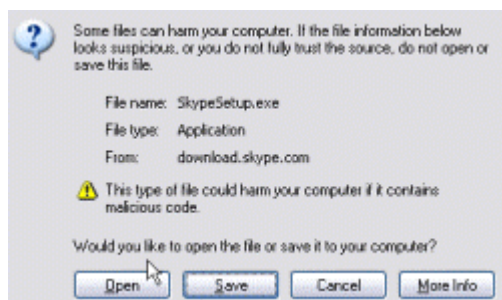 Some files can harm your computer. If the file information below
looks suspicious, or you do not fully trust the source, do not open or
save this file.
File name: SkypeSetup.exe
File type: Application
From: download.skype.com
This type of file could harm your computer if it contains
malicious code.
Would you like to open the file or save it to your computer?
Open Save Cancel More Info